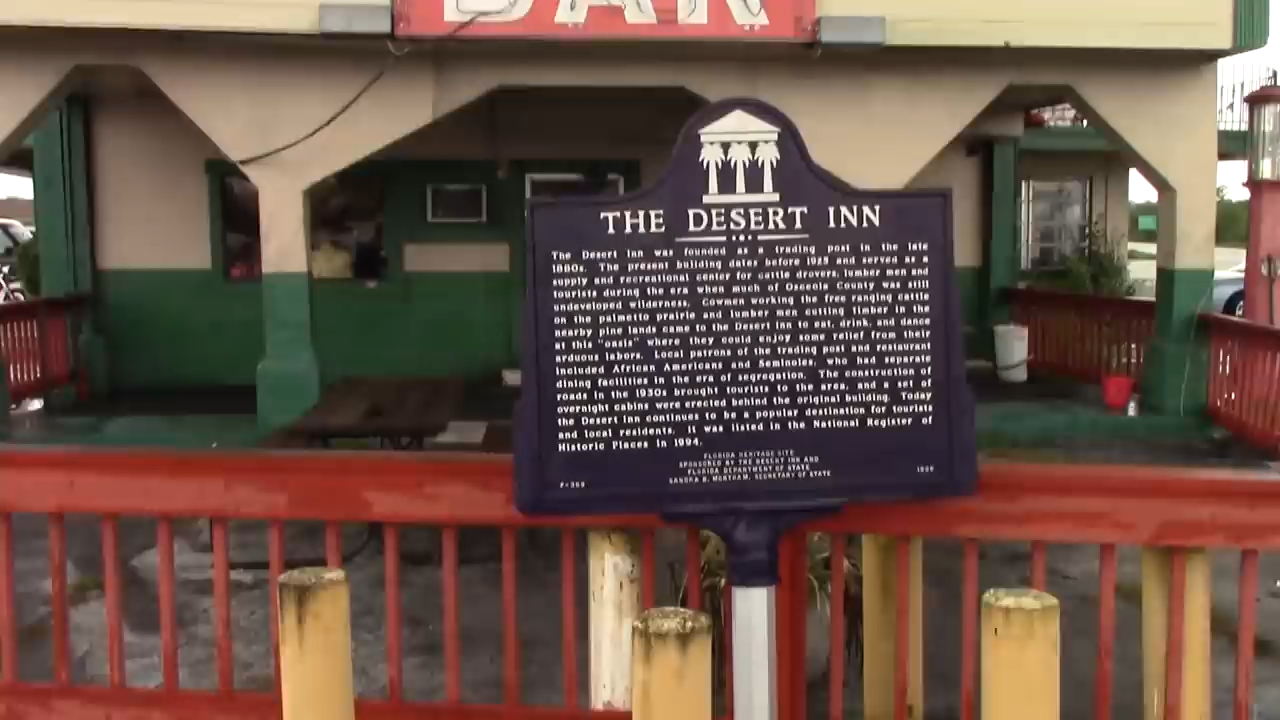 BAR
THE DESERT INN
The Desert Inn was founded as a trading post in the late
1880s. The present building dates before 1925 and served as a
supply and recreational center for cattle drovers, lumber men and
tourists during the era when much of Osceola County was still
undeveloped wilderness. Cowmen working the free ranging cattle
on the palmetto prairie and lumber men cutting timber in the
nearby pine lands came to the Desert Inn to eat, drink, and dance
at this "oasis" where they could enjoy some relief from their
arduous labors. Local patrons of the trading post and restaurant
included African Americans and Seminoles, who had separate
dining facilities in the era of segregation. The construction of
roads in the 1930s brought tourists to the area, and a set of
overnight cabins were erected behind the original building. Today
the Desert Inn continues to be a popular destination for tourists
and local residents. It was listed in the National Register of
Historic Places in 1994.
FLORIDA HERITAGE SITE
SPONSORED BY THE DESERT INN AND
FLORIDA DEPARTMENT OF STATE
SANDRA B. MORTHAM, SECRETARY OF STATE